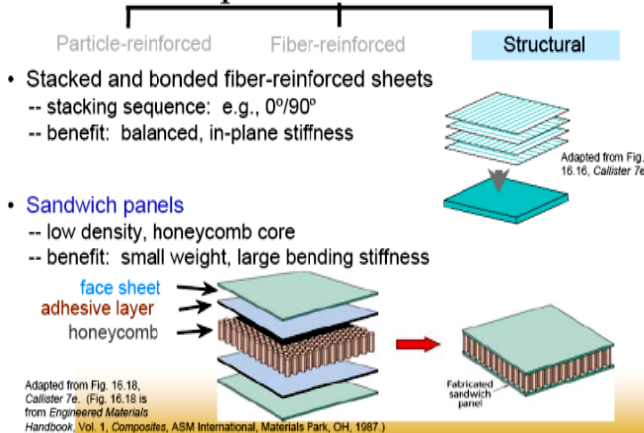 Particle-reinforced Fiber-reinforced Structural
• Stacked and bonded fiber-reinforced sheets
-- stacking sequence: e.g., 0º/90º
-- benefit: balanced, in-plane stiffness
Adapted from Fig.
16.16, Callister 7e
• Sandwich panels
-- low density, honeycomb core
-- benefit: small weight, large bending stiffness
face sheet
adhesive layer
honeycomb
Fabricated
sandwich
panel
Adapted from Fig. 16.18,
Callister 7e. (Fig. 16.18 is
from Engineered Materials
Handbook, Vol. 1, Composites, ASM International, Materials Park, OH, 1987.)